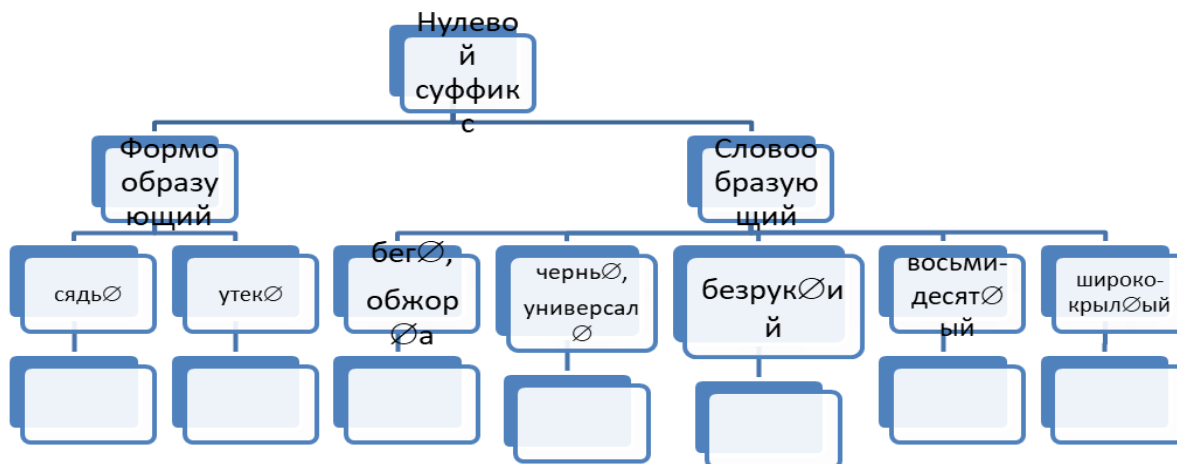 Нулево
й
суффик
с
Формо
образу
ющий
Словоо
бразую
щий
сядь∅
утек∅
бег∅,
обжор
∅а
чернь∅,
универсал
∅
безрук∅и
й
восьми-
десят∅
ый
широко-
крыл∅ый